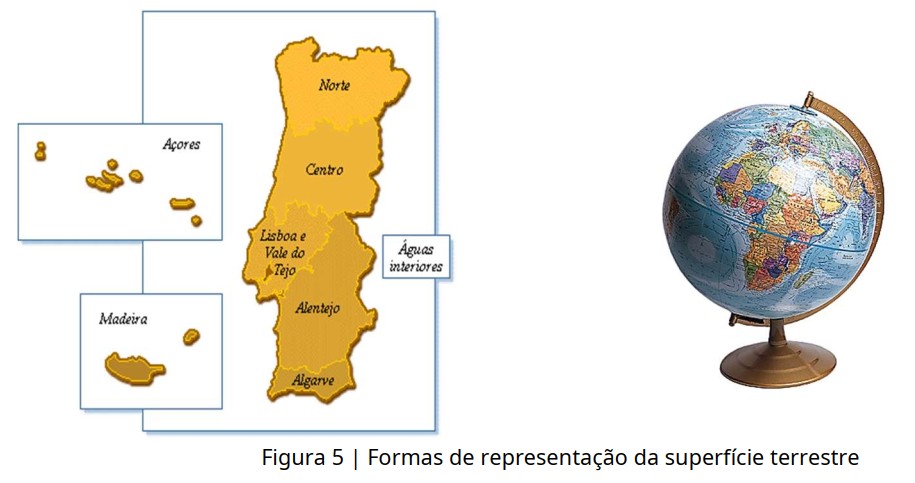 Norte
Açores
Centro
Lisboa e
Vale do
Tejo
Águas
interiores
Alentejo
Madeira
Algarve
Figura 5 | Formas de representação da superfície terrestre